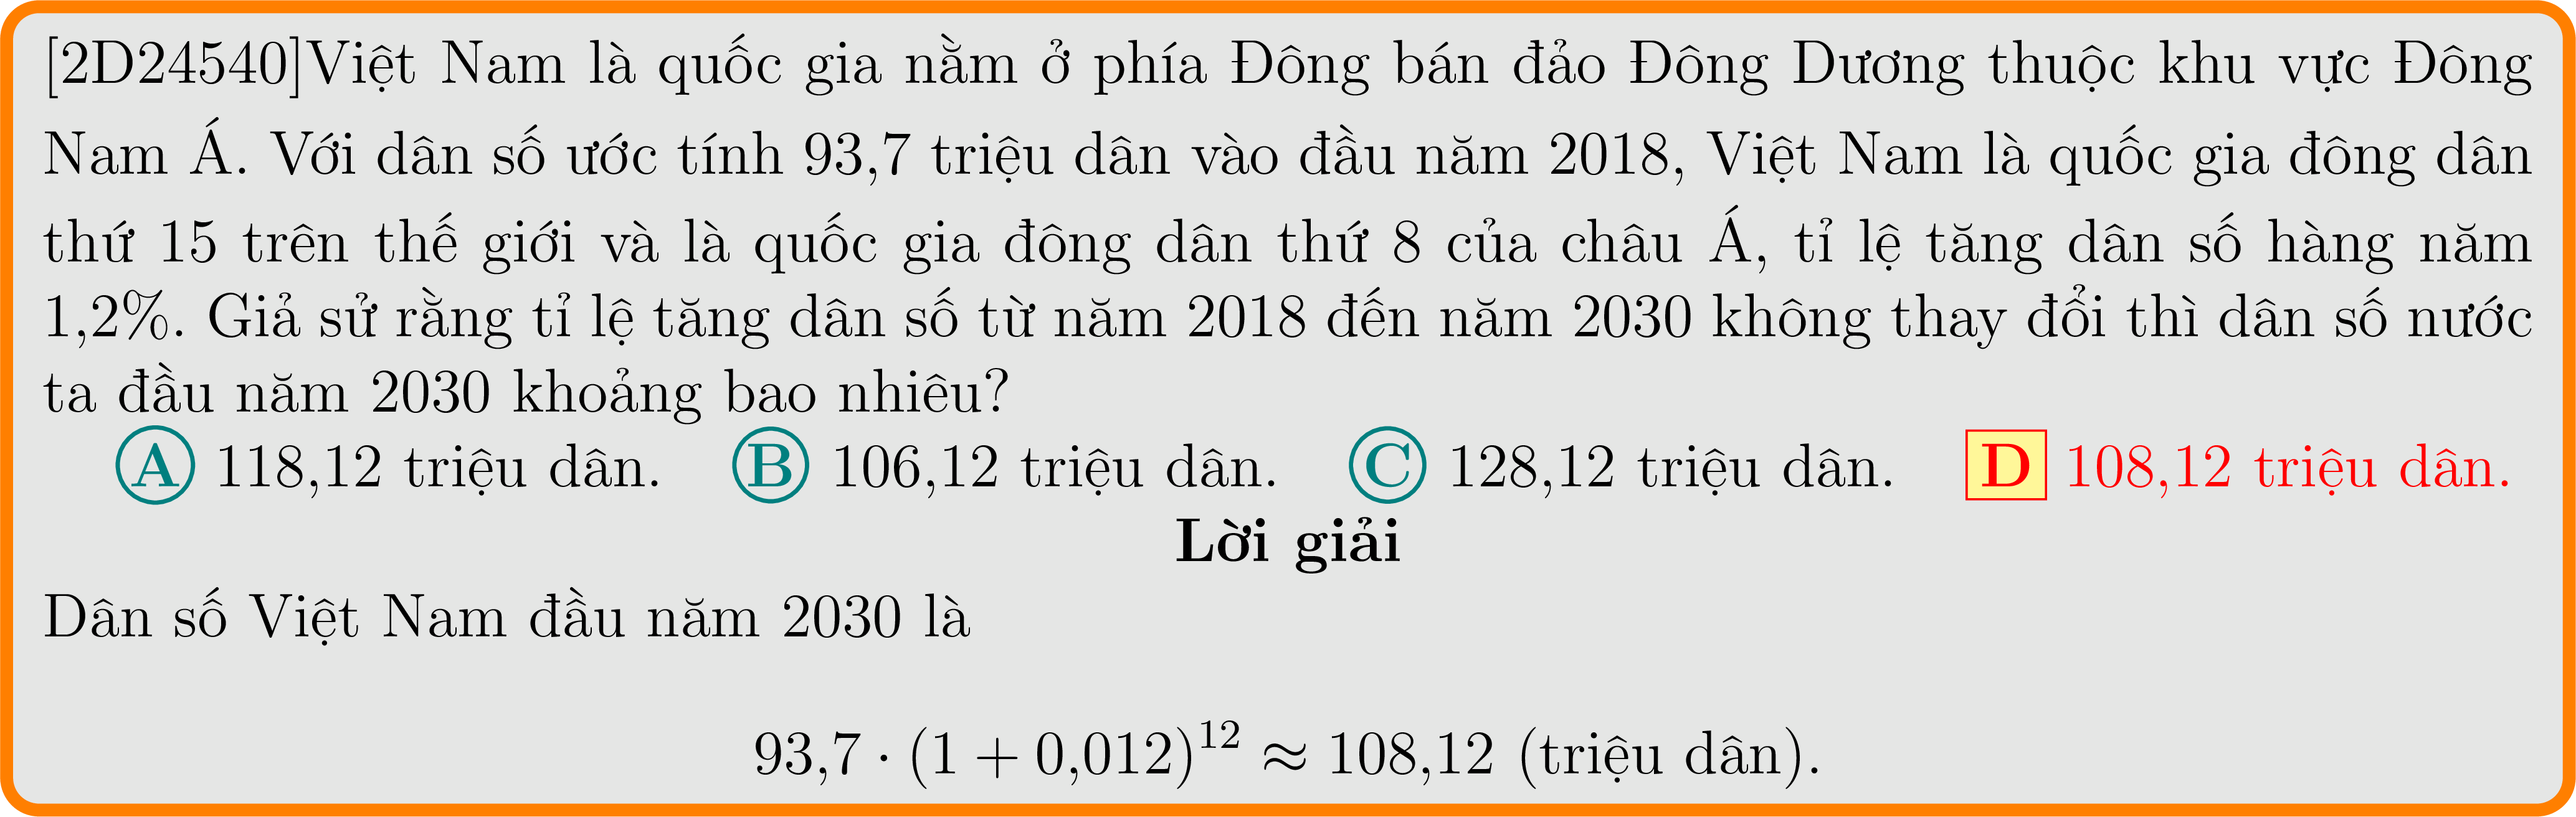 [2D24540]Việt Nam là quốc gia nằm ở phía Đông bán đảo Đông Dương thuộc khu vực Đông
Nam Á. Với dân số ước tính 93,7 triệu dân vào đầu năm 2018, Việt Nam là quốc gia đông dân
thứ 15 trên thế giới và là quốc gia đông dân thứ 8 của châu Á, tỉ lệ tăng dân số hàng năm
1,2%. Giả sử rằng tỉ lệ tăng dân số từ năm 2018 đến năm 2030 không thay đổi thì dân số nước
ta đầu năm 2030 khoảng bao nhiêu?
A 118,12 triệu dân. B 106,12 triệu dân. C 128,12 triệu dân. D 108,12 triệu dân.
Lời giải
Dân số Việt Nam đầu năm 2030 là
93,7 · (1 + 0,012)¹² ≈ 108,12 (triệu dân).